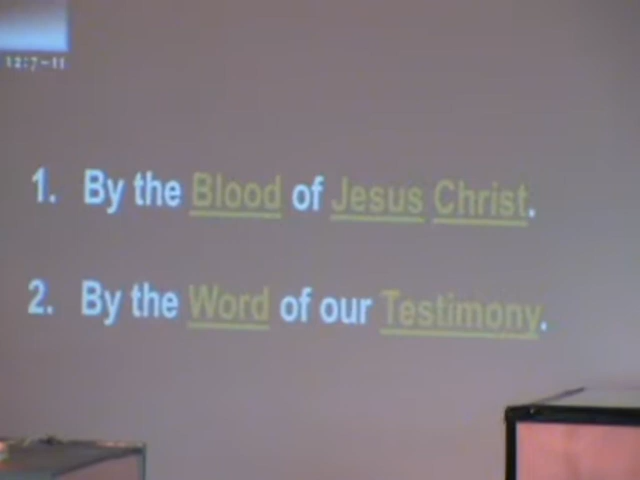 12:7-11
1. By the Blood of Jesus Christ.
2. By the Word of our Testimony.